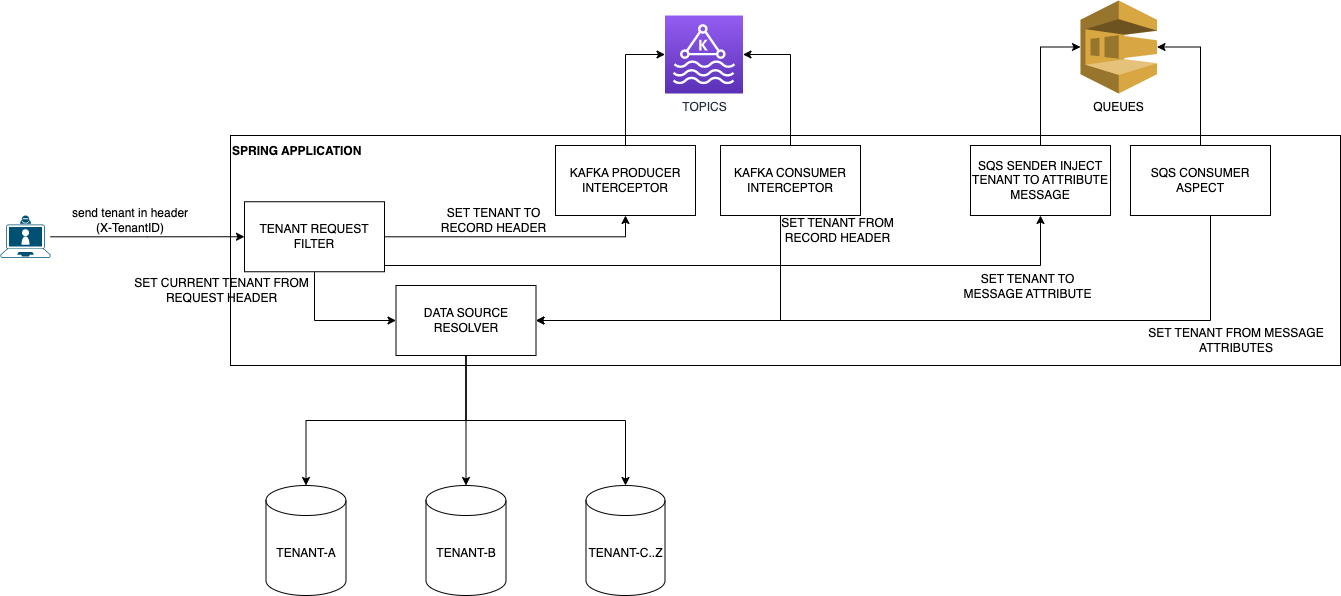 K
TOPICS
QUEUES
SPRING APPLICATION
KAFKA PRODUCER
INTERCEPTOR
KAFKA CONSUMER
INTERCEPTOR
SQS SENDER INJECT
TENANT TO ATTRIBUTE
MESSAGE
SQS CONSUMER
ASPECT
send tenant in header
(X-TenantID)
TENANT REQUEST
FILTER
SET TENANT TO
RECORD HEADER
SET TENANT FROM
RECORD HEADER
SET CURRENT TENANT FROM
REQUEST HEADER
SET TENANT TO
MESSAGE ATTRIBUTE
DATA SOURCE
RESOLVER
SET TENANT FROM MESSAGE
ATTRIBUTES
TENANT-A
TENANT-B
TENANT-C..Z